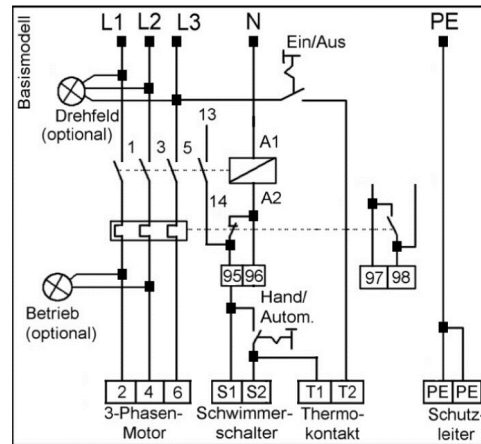 Basismodell
L1 L2 L3 N PE
Ein/Aus
Drehfeld
(optional)
13
1 3 5 A1
14 A2
95 96 97 98
Hand/
Autom.
Betrieb
(optional)
2 4 6 S1 S2 T1 T2 PE PE
3-Phasen- Schwimmer- Thermo- Schutz-
Motor schalter kontakt leiter